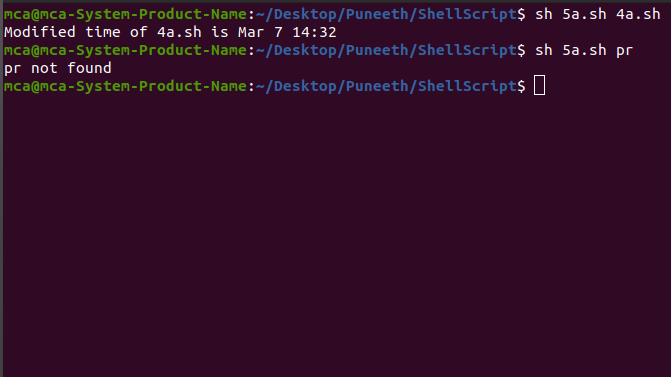 mca@mca-System-Product-Name:~/Desktop/Puneeth/ShellScript$ sh 5a.sh 4a.sh
Modified time of 4a.sh is Mar 7 14:32
mca@mca-System-Product-Name:~/Desktop/Puneeth/ShellScript$ sh 5a.sh pr
pr not found
mca@mca-System-Product-Name:~/Desktop/Puneeth/ShellScript$